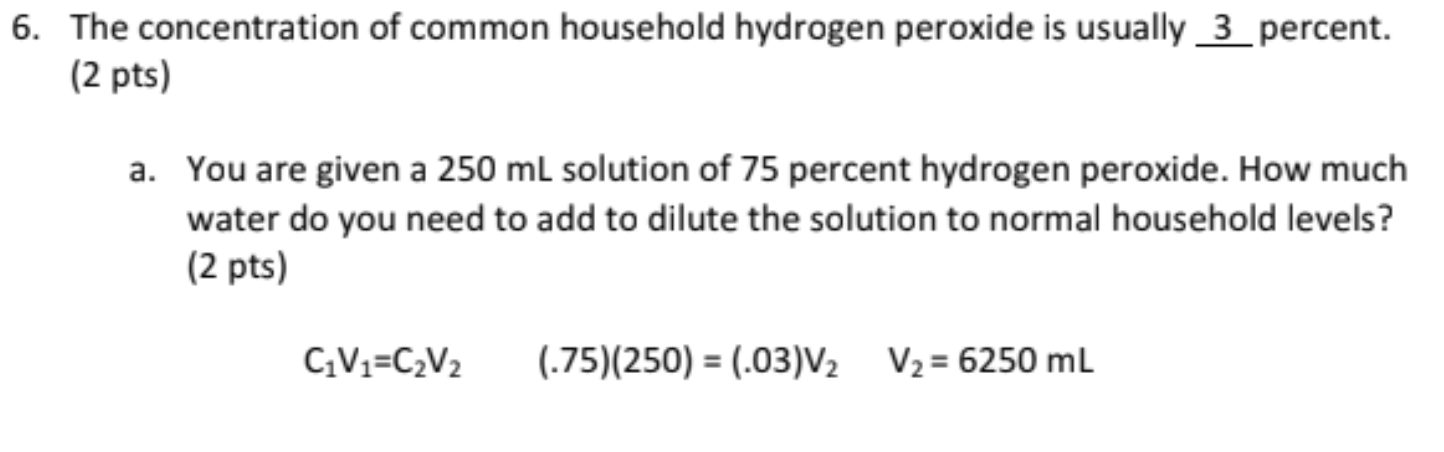 6. The concentration of common household hydrogen peroxide is usually _3_ percent.
(2 pts)
a. You are given a 250 mL solution of 75 percent hydrogen peroxide. How much
water do you need to add to dilute the solution to normal household levels?
(2 pts)
C₁V₁=C₂V₂ (.75)(250) = (.03)V₂ V₂ = 6250 mL